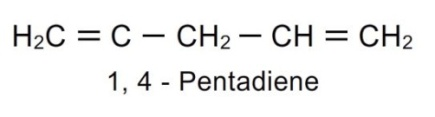 H₂C = C — CH₂ — CH = CH₂
1, 4 - Pentadiene